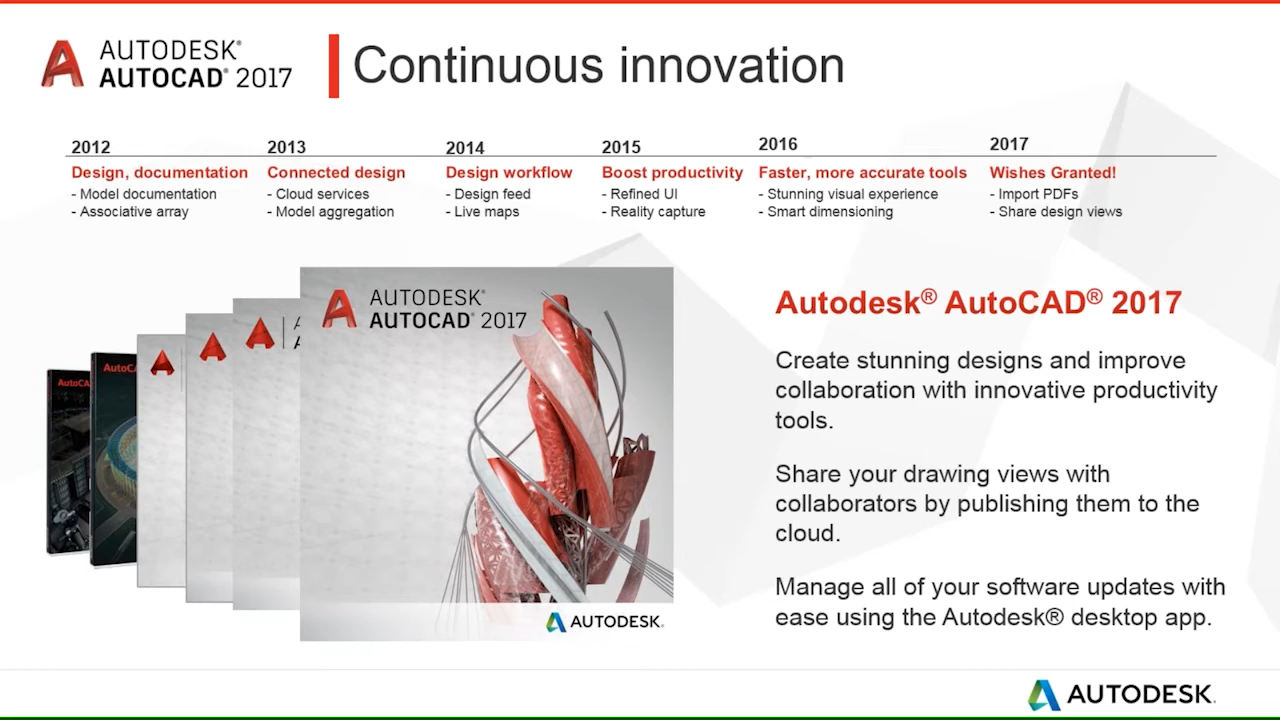 AUTODESK®
AUTOCAD® 2017
Continuous innovation
2012 2013 2014 2015 2016 2017
Design, documentation Connected design Design workflow Boost productivity Faster, more accurate tools Wishes Granted!
- Model documentation - Cloud services - Design feed - Refined UI - Stunning visual experience - Import PDFs
- Associative array - Model aggregation - Live maps - Reality capture - Smart dimensioning - Share design views
AUTODESK®
AUTOCAD® 2017
AUTODESK®
Autodesk® AutoCAD® 2017
Create stunning designs and improve
collaboration with innovative productivity
tools.
Share your drawing views with
collaborators by publishing them to the
cloud.
Manage all of your software updates with
ease using the Autodesk® desktop app.
AUTODESK®